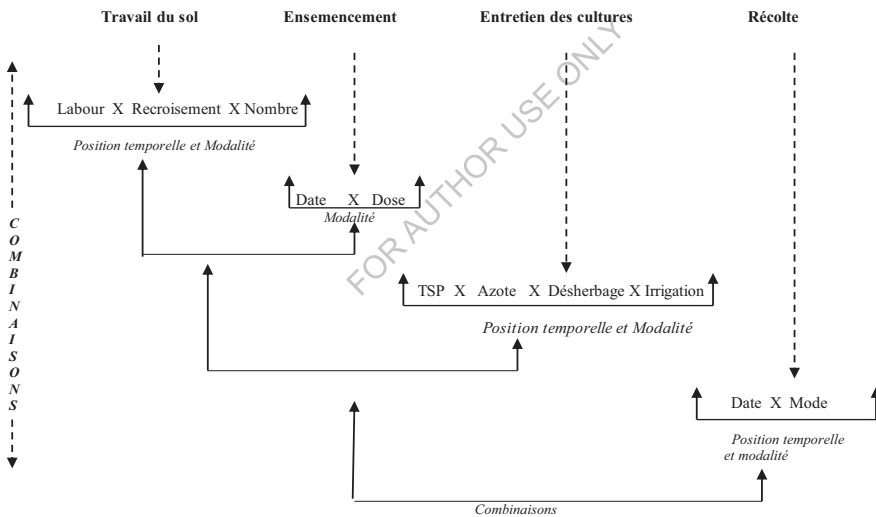 Travail du sol Ensemencement Entretien des cultures Récolte
FOR AUTHOR USE ONLY
Labour X Recroisement X Nombre
Position temporelle et Modalité
Date X Dose
Modalité
COMBINAISONS
TSP X Azote X Désherbage X Irrigation
Position temporelle et Modalité
Date X Mode
Position temporelle
et modalité
Combinaisons